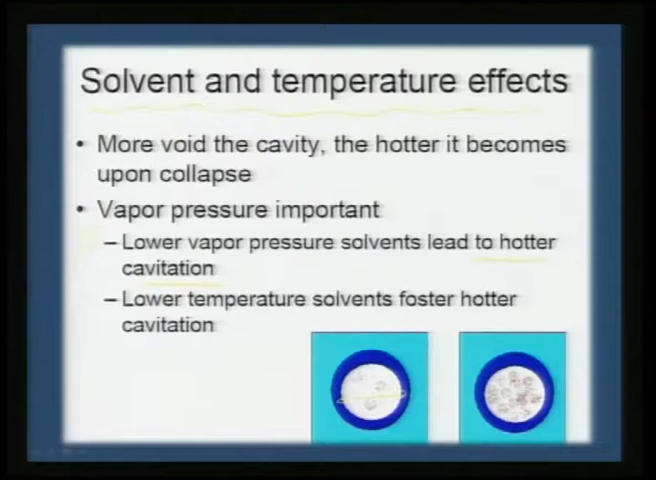 Solvent and temperature effects
• More void the cavity, the hotter it becomes
upon collapse
• Vapor pressure important
– Lower vapor pressure solvents lead to hotter
cavitation
– Lower temperature solvents foster hotter
cavitation